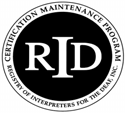 CERTIFICATION MAINTENANCE PROGRAM
RID
REGISTRY OF INTERPRETERS FOR THE DEAF, INC.